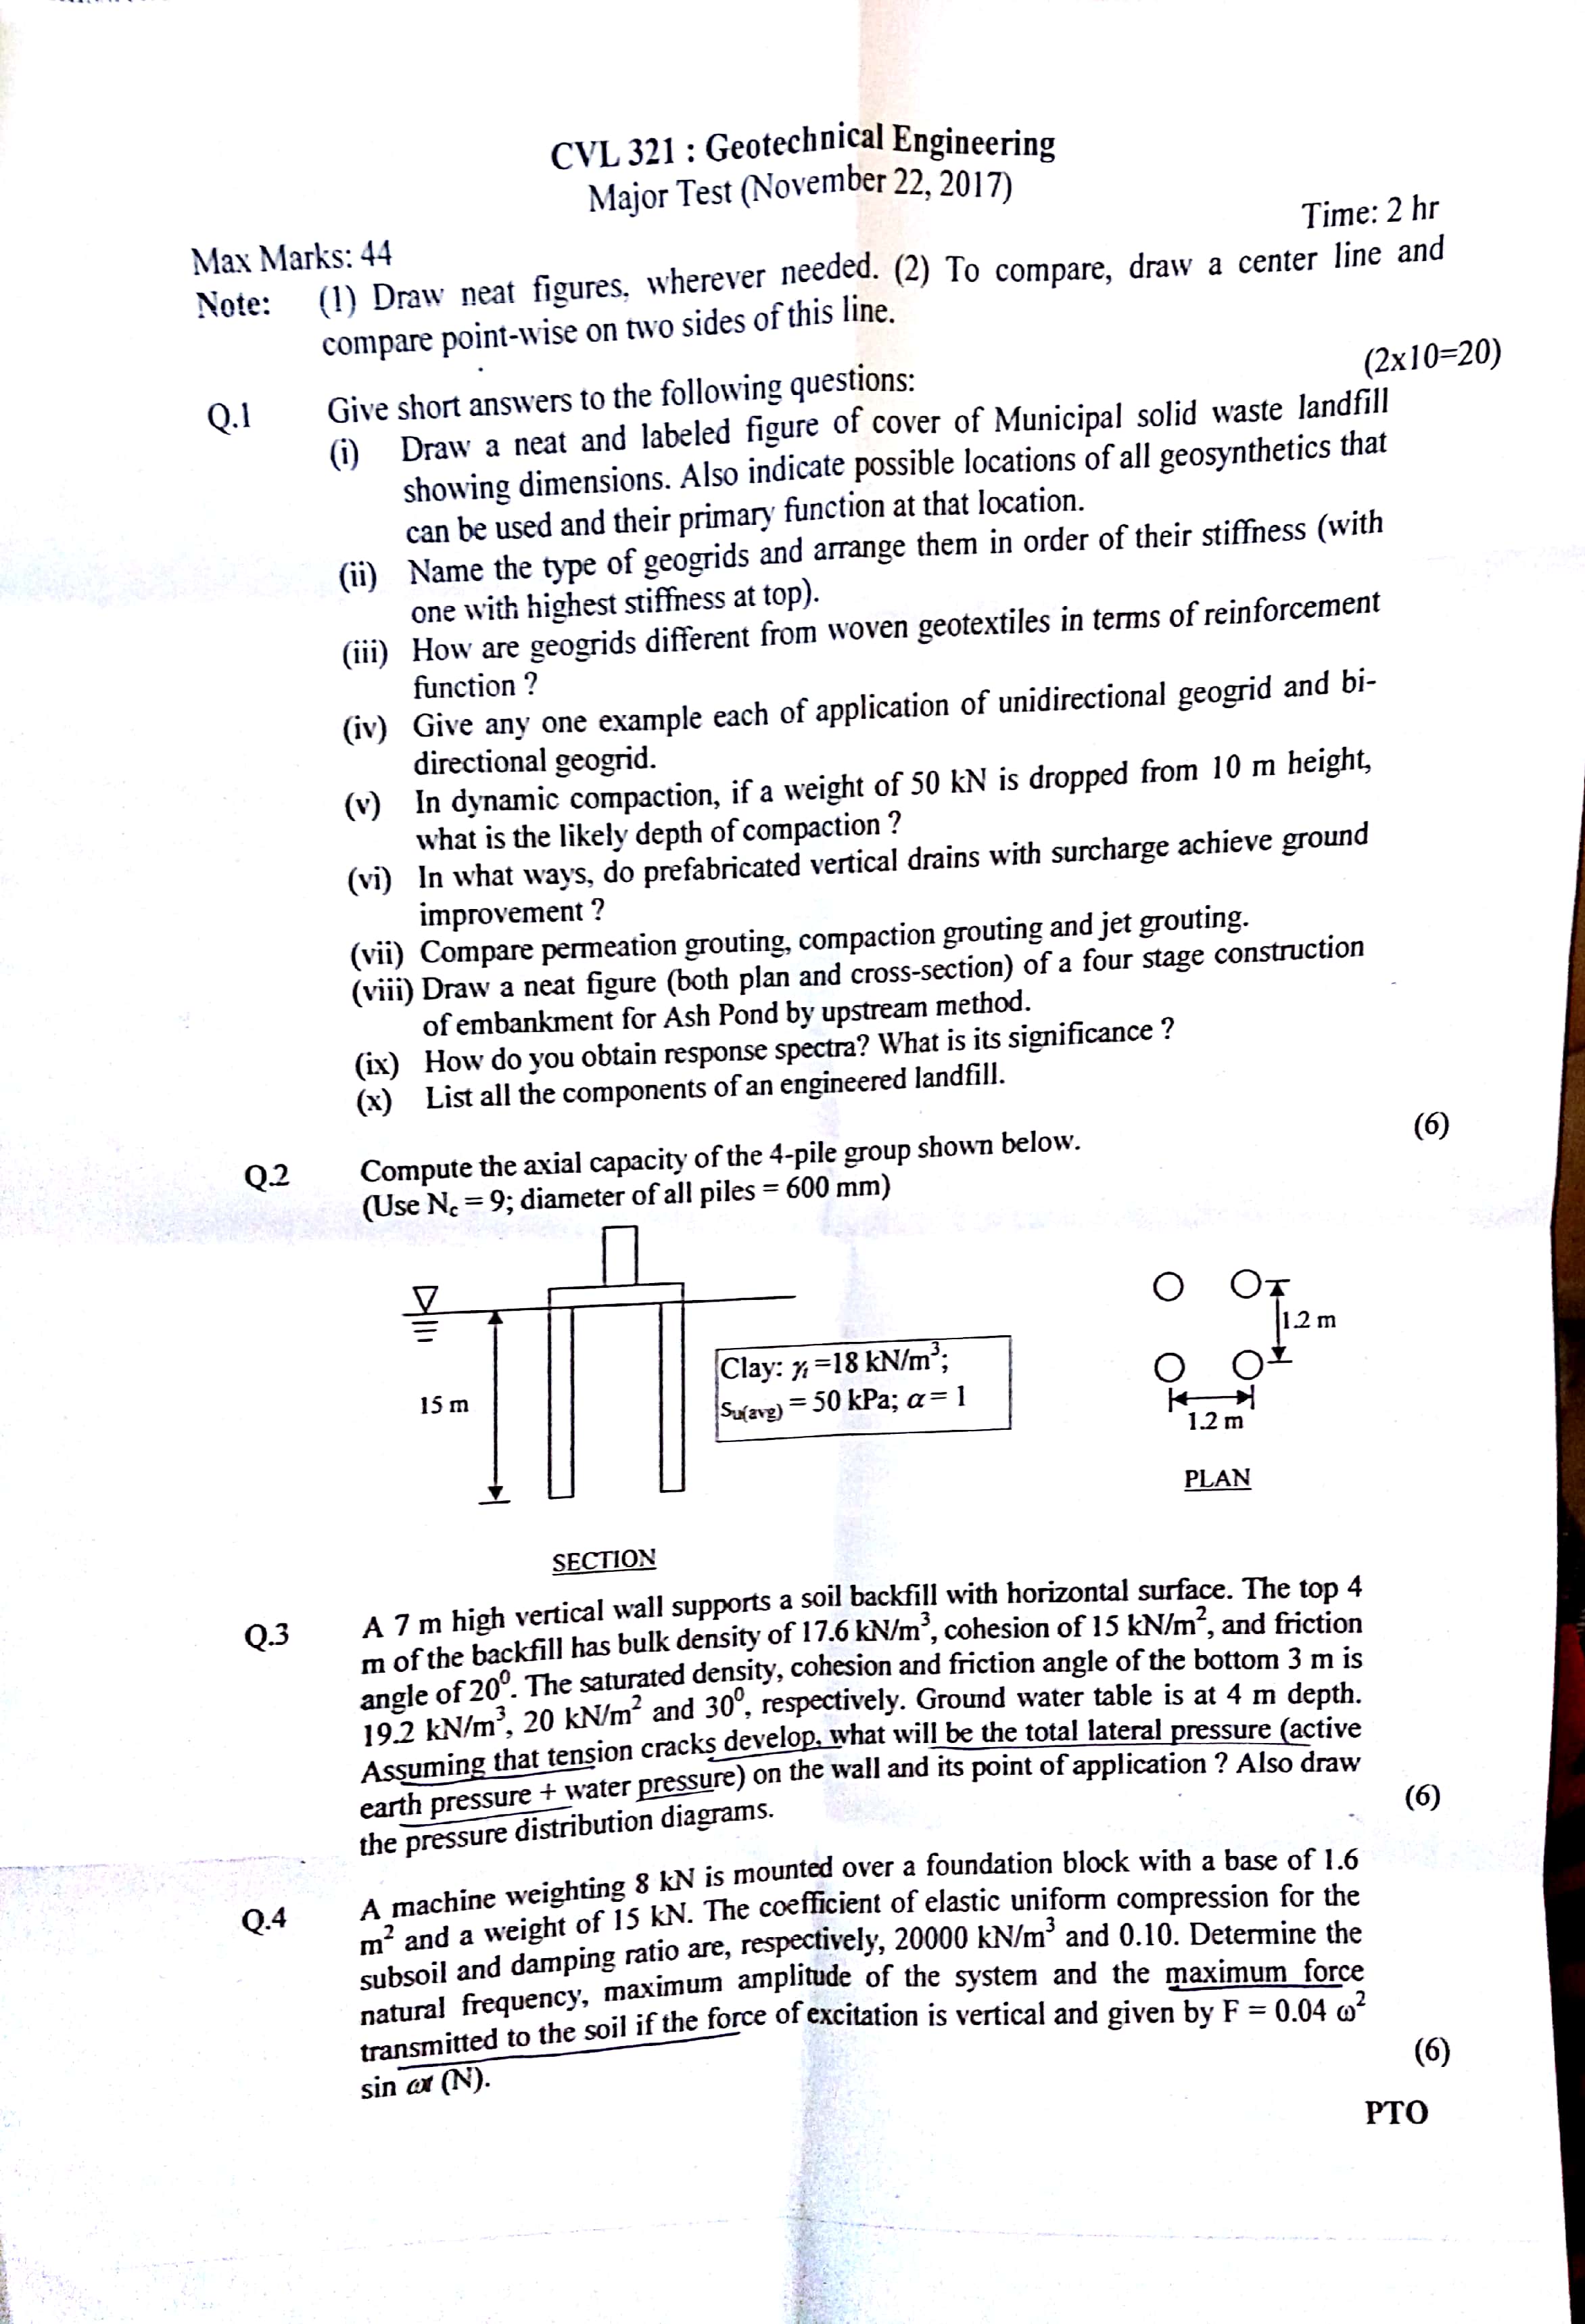 CVL 321 : Geotechnical Engineering
Major Test (November 22, 2017)
Time: 2 hr
Max Marks: 44
Note: (1) Draw neat figures, wherever needed. (2) To compare, draw a center line and
compare point-wise on two sides of this line.
(2x10=20)
Q.1 Give short answers to the following questions:
(i) Draw a neat and labeled figure of cover of Municipal solid waste landfill
showing dimensions. Also indicate possible locations of all geosynthetics that
can be used and their primary function at that location.
(ii) Name the type of geogrids and arrange them in order of their stiffness (with
one with highest stiffness at top).
(iii) How are geogrids different from woven geotextiles in terms of reinforcement
function ?
(iv) Give any one example each of application of unidirectional geogrid and bi-
directional geogrid.
(v) In dynamic compaction, if a weight of 50 kN is dropped from 10 m height,
what is the likely depth of compaction ?
(vi) In what ways, do prefabricated vertical drains with surcharge achieve ground
improvement ?
(vii) Compare permeation grouting, compaction grouting and jet grouting.
(viii) Draw a neat figure (both plan and cross-section) of a four stage construction
of embankment for Ash Pond by upstream method.
(ix) How do you obtain response spectra? What is its significance ?
(x) List all the components of an engineered landfill.
Q.2 Compute the axial capacity of the 4-pile group shown below. (6)
(Use Nc = 9; diameter of all piles = 600 mm)
1.2 m
Clay: γt =18 kN/m³;
Su(avg) = 50 kPa; α = 1
15 m
1.2 m
PLAN
SECTION
Q.3 A 7 m high vertical wall supports a soil backfill with horizontal surface. The top 4
m of the backfill has bulk density of 17.6 kN/m³, cohesion of 15 kN/m², and friction
angle of 20⁰. The saturated density, cohesion and friction angle of the bottom 3 m is
19.2 kN/m³, 20 kN/m² and 30⁰, respectively. Ground water table is at 4 m depth.
Assuming that tension cracks develop, what will be the total lateral pressure (active
earth pressure + water pressure) on the wall and its point of application ? Also draw
the pressure distribution diagrams. (6)
Q.4 A machine weighting 8 kN is mounted over a foundation block with a base of 1.6
m² and a weight of 15 kN. The coefficient of elastic uniform compression for the
subsoil and damping ratio are, respectively, 20000 kN/m³ and 0.10. Determine the
natural frequency, maximum amplitude of the system and the maximum force
transmitted to the soil if the force of excitation is vertical and given by F = 0.04 ω²
sin ωt (N). (6)
PTO